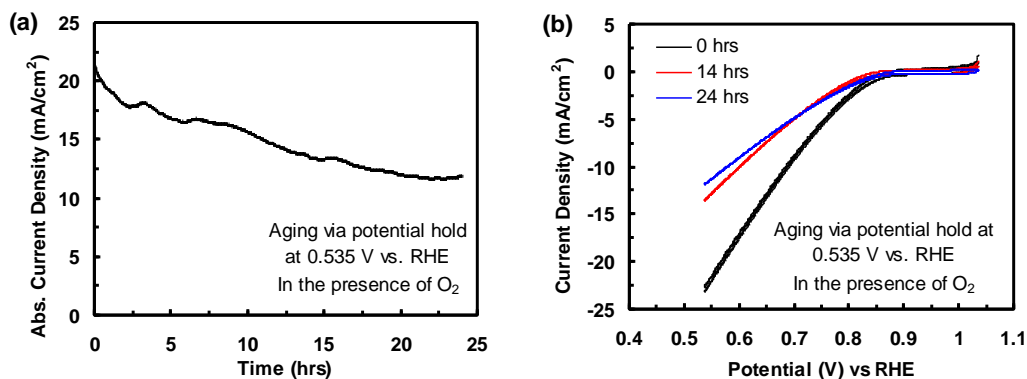 (a)
Abs. Current Density (mA/cm²)
25
20
15
10
5
0
Aging via potential hold
at 0.535 V vs. RHE
In the presence of O₂
0 5 10 15 20 25
Time (hrs)
(b)
Current Density (mA/cm²)
5
0
-5
-10
-15
-20
-25
0 hrs
14 hrs
24 hrs
Aging via potential hold at
0.535 V vs. RHE
In the presence of O₂
0.4 0.5 0.6 0.7 0.8 0.9 1 1.1
Potential (V) vs RHE